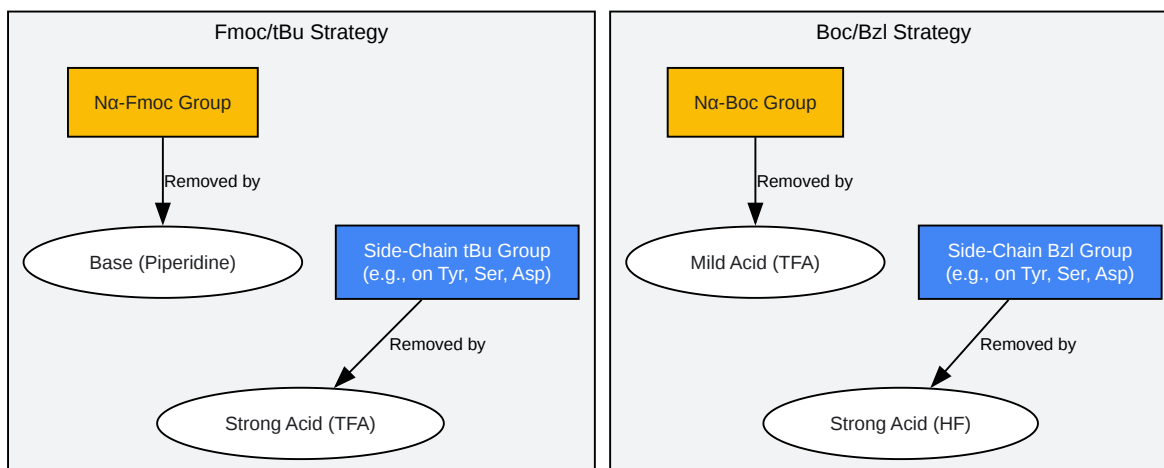 Fmoc/tBu Strategy
Nα-Fmoc Group
Removed by
Base (Piperidine)
Side-Chain tBu Group
(e.g., on Tyr, Ser, Asp)
Removed by
Strong Acid (TFA)
Boc/Bzl Strategy
Nα-Boc Group
Removed by
Mild Acid (TFA)
Side-Chain Bzl Group
(e.g., on Tyr, Ser, Asp)
Removed by
Strong Acid (HF)